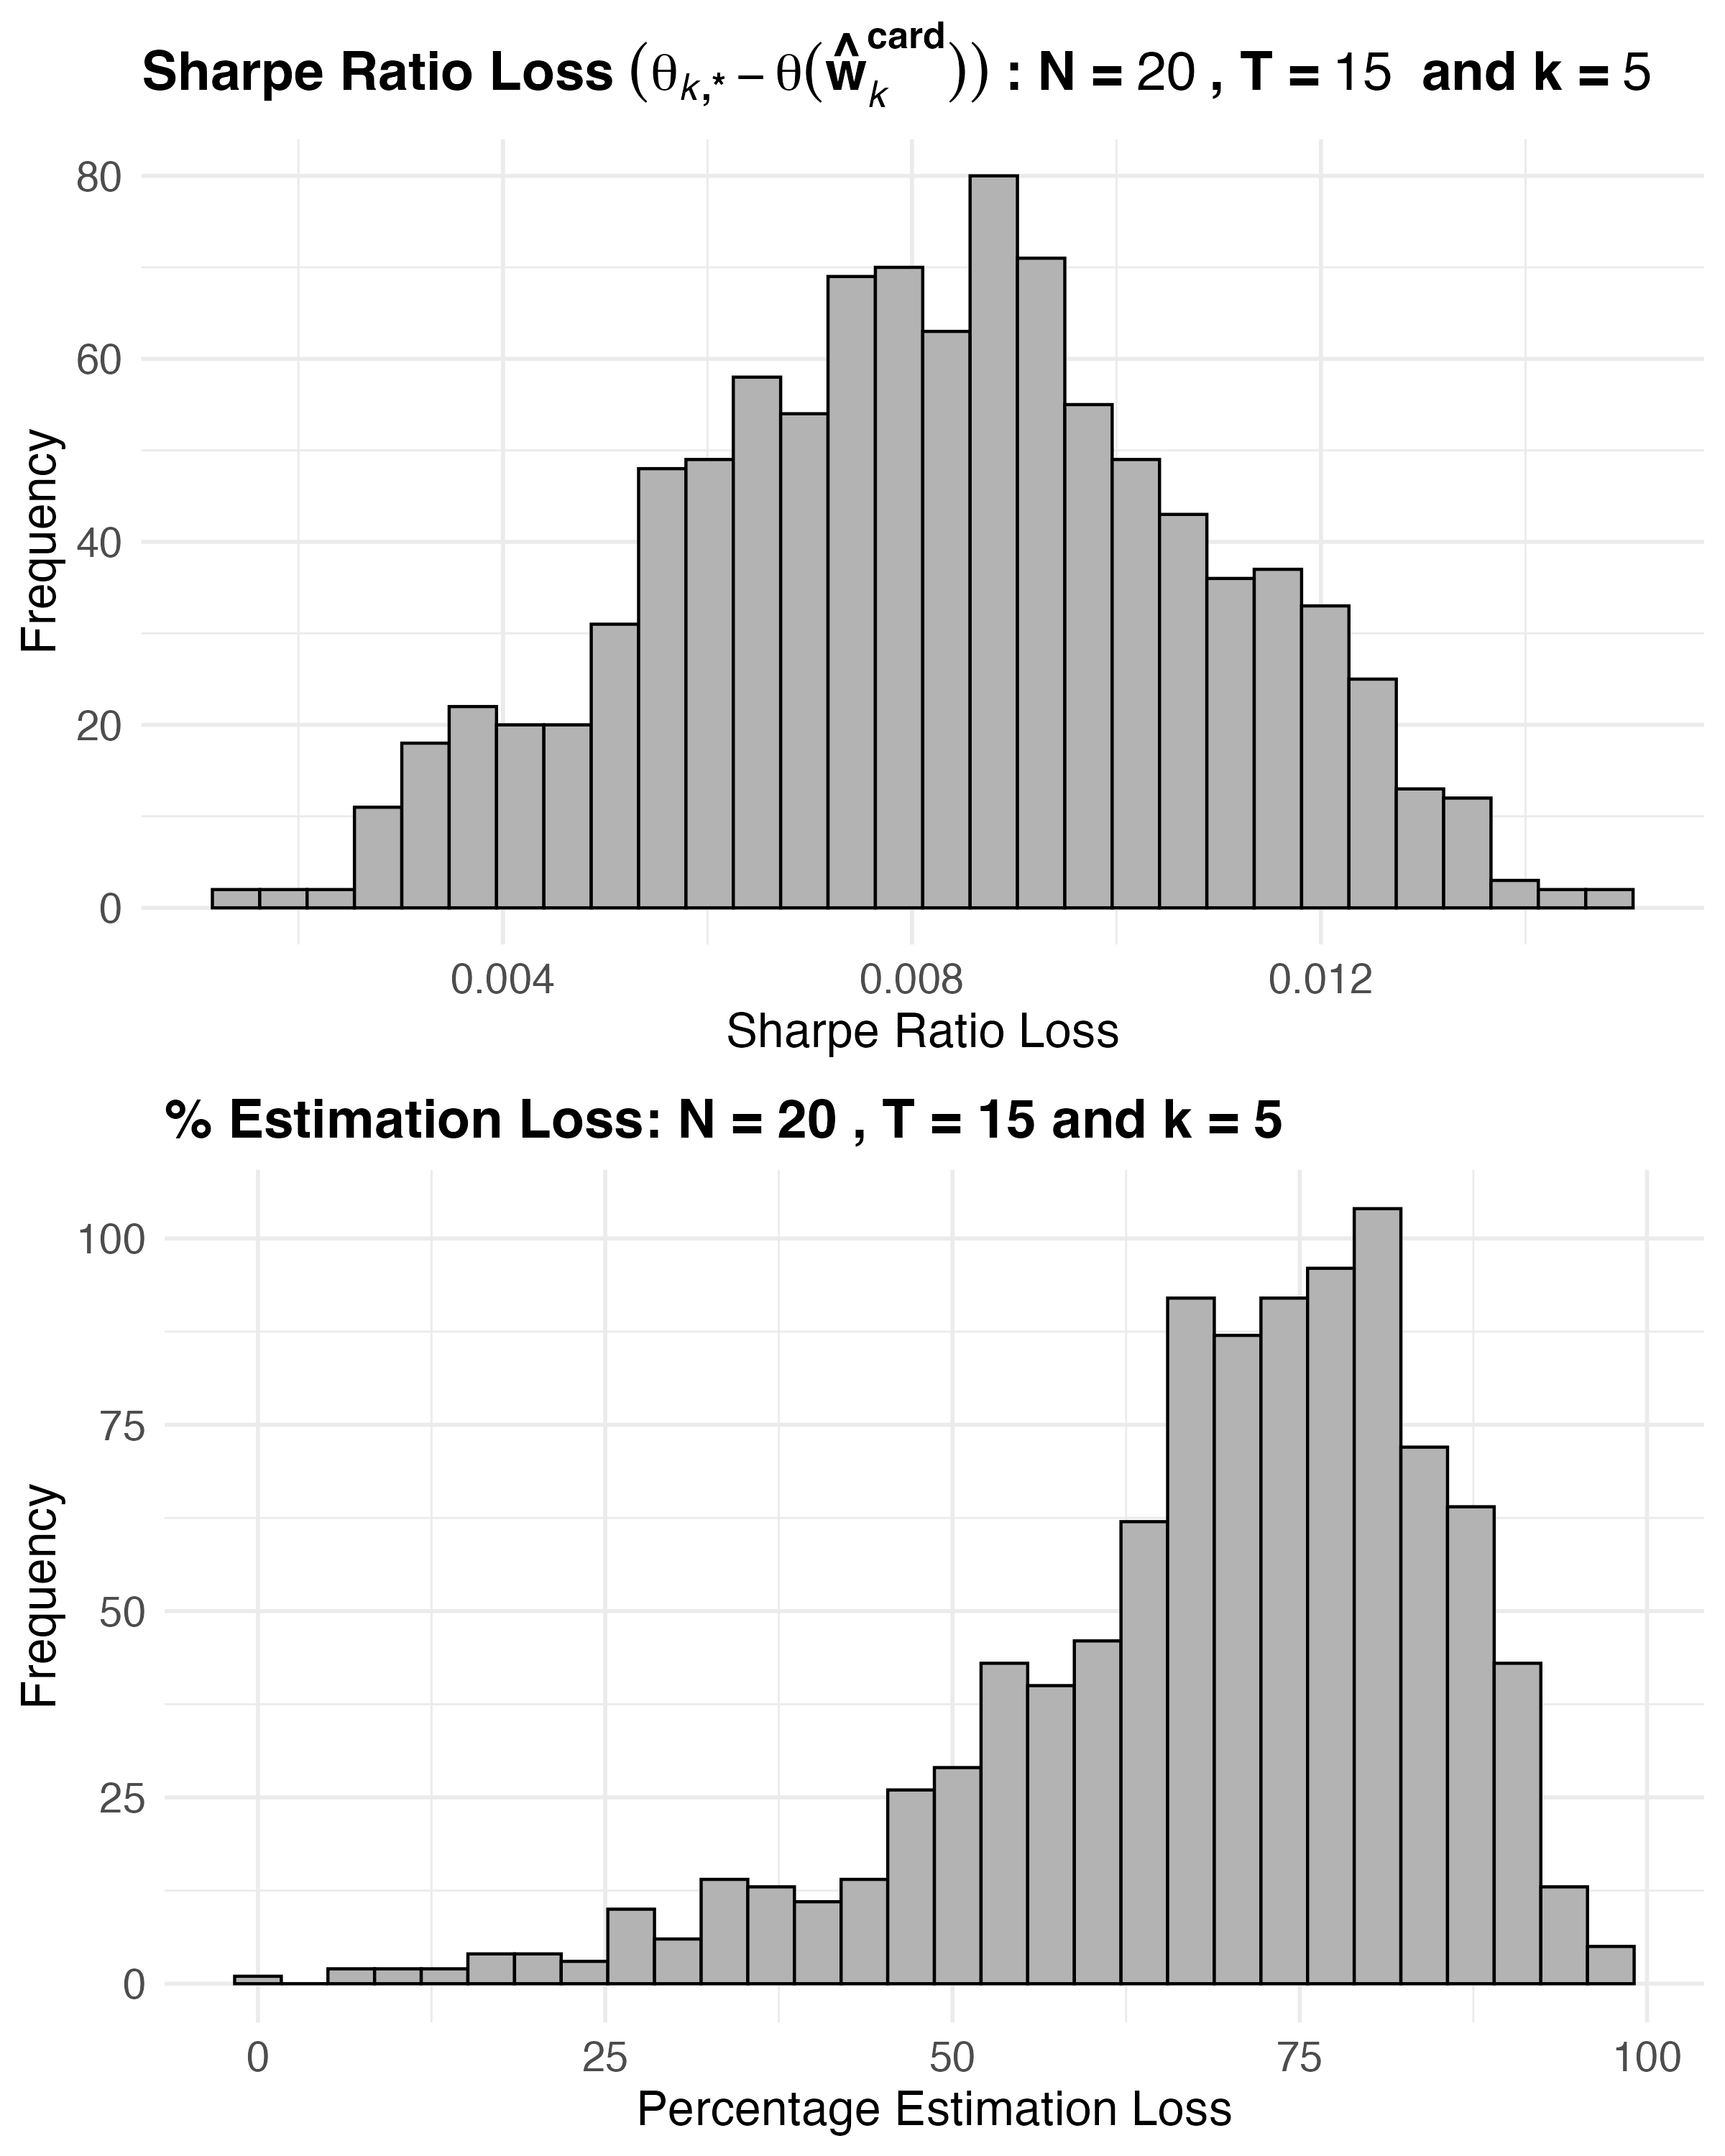 Sharpe Ratio Loss (θk,* − θ(ŵk^card)) : N = 20 , T = 15 and k = 5
Frequency
80
60
40
20
0
0.004 0.008 0.012
Sharpe Ratio Loss
% Estimation Loss: N = 20 , T = 15 and k = 5
Frequency
100
75
50
25
0
0 25 50 75 100
Percentage Estimation Loss